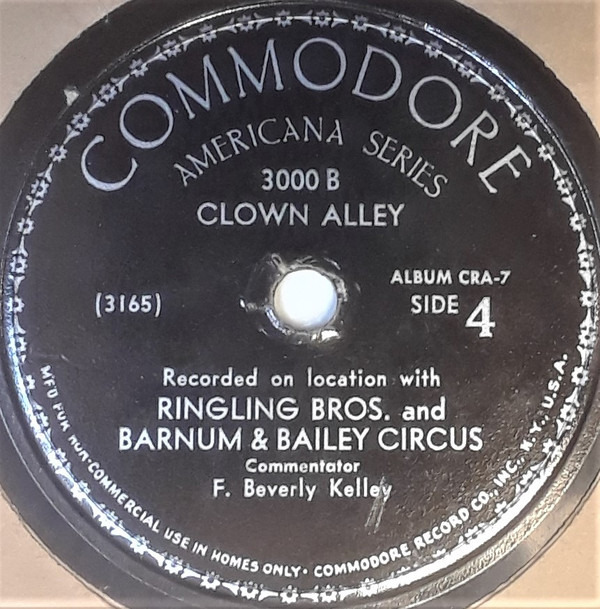 COMMODORE
AMERICANA SERIES
3000 B
CLOWN ALLEY
(3165)
ALBUM CRA-7
SIDE 4
Recorded on location with
RINGLING BROS. and
BARNUM & BAILEY CIRCUS
Commentator
F. Beverly Kelley
MFD FOR NON-COMMERCIAL USE IN HOMES ONLY • COMMODORE RECORD CO., INC., N.Y., U.S.A.